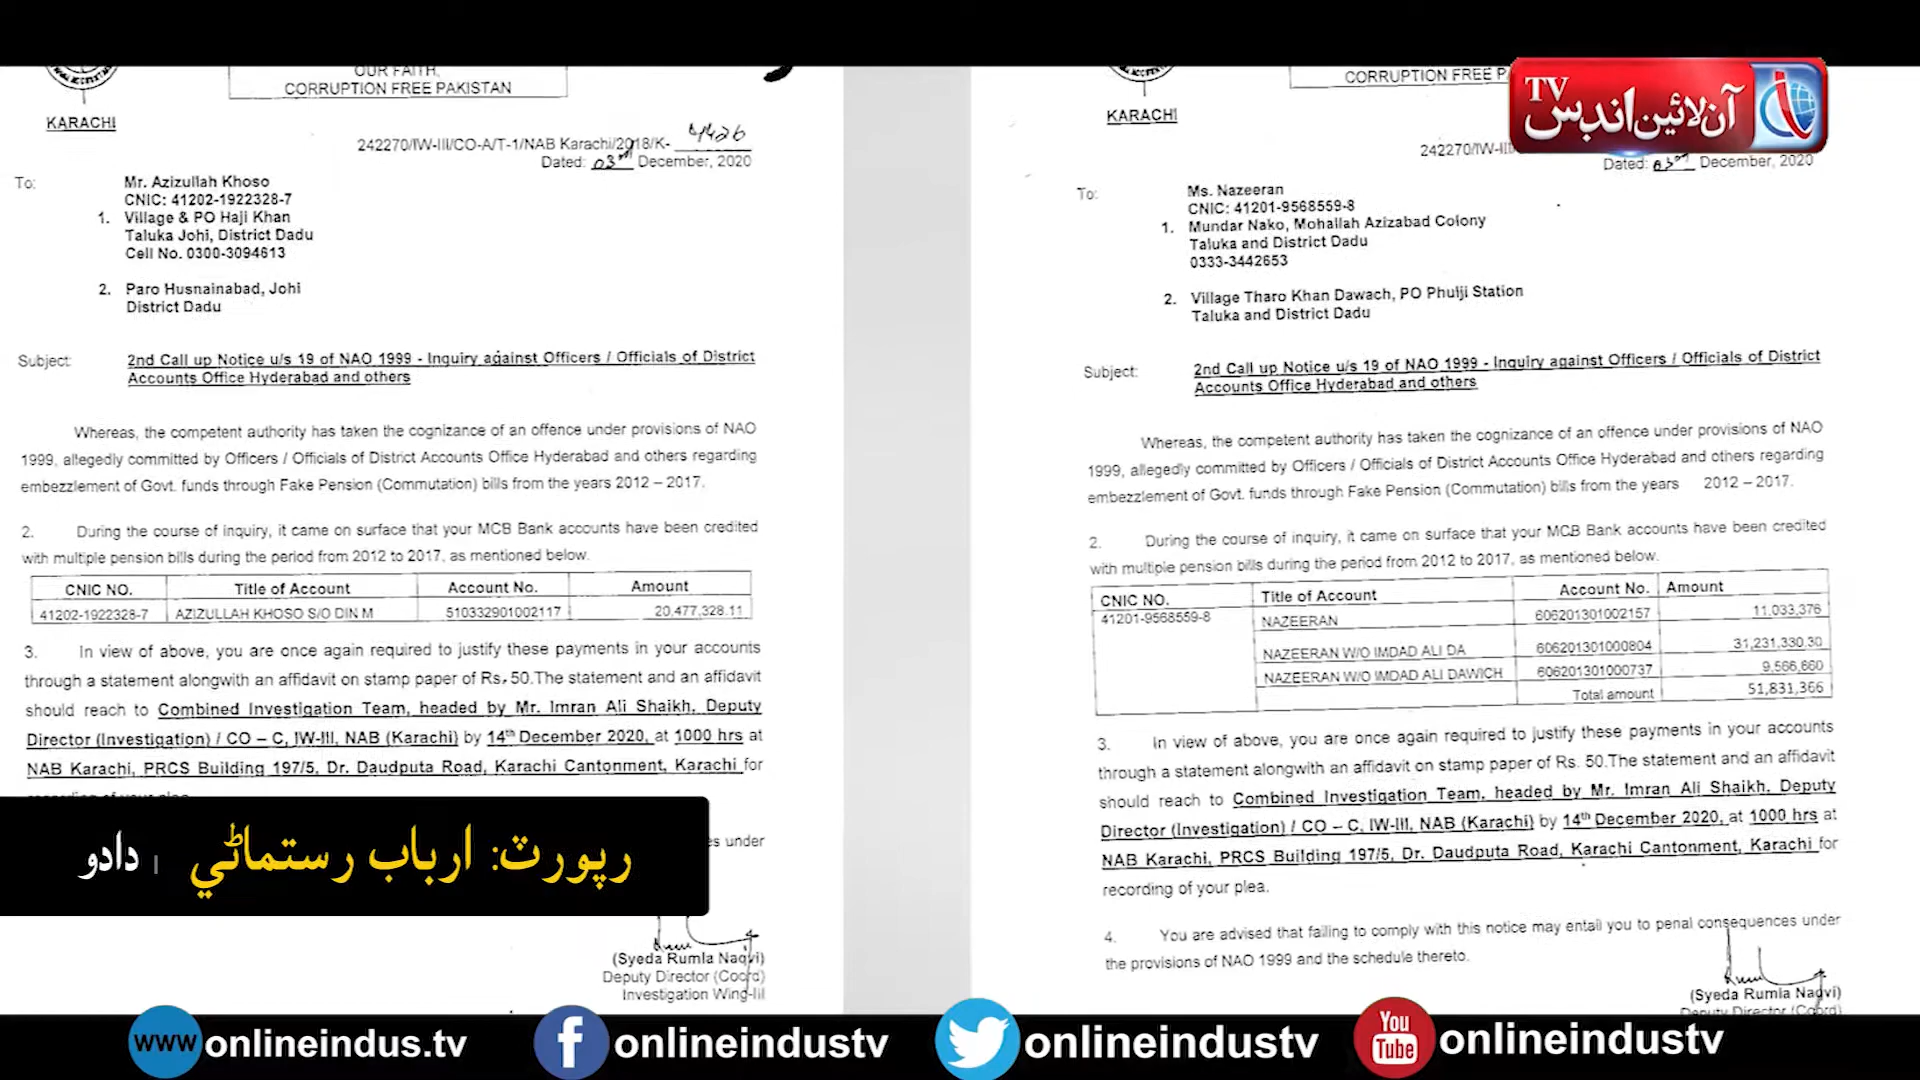 OUR FAITH,
CORRUPTION FREE PAKISTAN
KARACHI
242270/IW-III/CO-A/T-1/NAB Karachi/2018/K- 4426
Dated: 03rd December, 2020
To:
Mr. Azizullah Khoso
CNIC: 41202-1922328-7
1. Village & PO Haji Khan
Taluka Johi, District Dadu
Cell No. 0300-3094613
2. Paro Husnainabad, Johi
District Dadu
Subject: 2nd Call up Notice u/s 19 of NAO 1999 - Inquiry against Officers / Officials of District
Accounts Office Hyderabad and others
Whereas, the competent authority has taken the cognizance of an offence under provisions of NAO
1999, allegedly committed by Officers / Officials of District Accounts Office Hyderabad and others regarding
embezzlement of Govt. funds through Fake Pension (Commutation) bills from the years 2012 – 2017.
2. During the course of inquiry, it came on surface that your MCB Bank accounts have been credited
with multiple pension bills during the period from 2012 to 2017, as mentioned below.
CNIC NO. Title of Account Account No. Amount
41202-1922328-7 AZIZULLAH KHOSO S/O DIN M 510332901002117 20,477,328.11
3. In view of above, you are once again required to justify these payments in your accounts
through a statement alongwith an affidavit on stamp paper of Rs. 50.The statement and an affidavit
should reach to Combined Investigation Team, headed by Mr. Imran Ali Shaikh, Deputy
Director (Investigation) / CO – C, IW-III, NAB (Karachi) by 14th December 2020, at 1000 hrs at
NAB Karachi, PRCS Building 197/5, Dr. Daudputa Road, Karachi Cantonment, Karachi for
under
(Syeda Rumla Naqvi)
Deputy Director (Coord)
Investigation Wing-III
CORRUPTION FREE
KARACHI
242270/IW-III
Dated: 03rd December, 2020
To:
Ms. Nazeeran
CNIC: 41201-9568559-8
1. Mundar Nako, Mohallah Azizabad Colony
Taluka and District Dadu
0333-3442653
2. Village Tharo Khan Dawach, PO Phulji Station
Taluka and District Dadu
Subject: 2nd Call up Notice u/s 19 of NAO 1999 - Inquiry against Officers / Officials of District
Accounts Office Hyderabad and others
Whereas, the competent authority has taken the cognizance of an offence under provisions of NAO
1999, allegedly committed by Officers / Officials of District Accounts Office Hyderabad and others regarding
embezzlement of Govt. funds through Fake Pension (Commutation) bills from the years 2012 – 2017.
2. During the course of inquiry, it came on surface that your MCB Bank accounts have been credited
with multiple pension bills during the period from 2012 to 2017, as mentioned below.
CNIC NO. Title of Account Account No. Amount
41201-9568559-8 NAZEERAN 606201301002157 11,033,376
NAZEERAN W/O IMDAD ALI DA 606201301000804 31,231,330.30
NAZEERAN W/O IMDAD ALI DAWICH 606201301000737 9,566,660
Total amount 51,831,366
3. In view of above, you are once again required to justify these payments in your accounts
through a statement alongwith an affidavit on stamp paper of Rs. 50.The statement and an affidavit
should reach to Combined Investigation Team, headed by Mr. Imran Ali Shaikh, Deputy
Director (Investigation) / CO – C, IW-III, NAB (Karachi) by 14th December 2020, at 1000 hrs at
NAB Karachi, PRCS Building 197/5, Dr. Daudputa Road, Karachi Cantonment, Karachi for
recording of your plea.
4. You are advised that failing to comply with this notice may entail you to penal consequences under
the provisions of NAO 1999 and the schedule thereto.
(Syeda Rumla Naqvi)
Deputy Director (Coord)
TV آن لائين انڊس
رپورٽ: ارباب رستماڻي | دادو
www onlineindus.tv
f onlineindustv
onlineindustv
You Tube onlineindustv